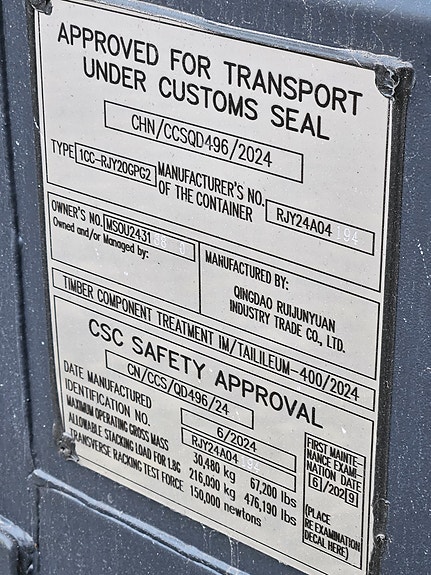 APPROVED FOR TRANSPORT
UNDER CUSTOMS SEAL
CHN/CCSQD496/2024
TYPE 1CC-RJY20GPG2 MANUFACTURER'S NO. OF THE CONTAINER RJY24A04194
OWNER'S NO. MSOU2431
Owned and/or Managed by:
MANUFACTURED BY:
QINGDAO RUIJUNYUAN
INDUSTRY TRADE CO., LTD.
TIMBER COMPONENT TREATMENT IM/TAILILEUM-400/2024
CSC SAFETY APPROVAL
CN/CCS/QD496/24
DATE MANUFACTURED 6/2024
IDENTIFICATION NO. RJY24A04194
MAXIMUM OPERATING GROSS MASS 30,480 kg 67,200 lbs
ALLOWABLE STACKING LOAD FOR 1.8G 216,000 kg 476,190 lbs
TRANSVERSE RACKING TEST FORCE 150,000 newtons
FIRST MAINTE-
NANCE EXAMI-
NATION DATE
6/2029
(PLACE
RE EXAMINATION
DECAL HERE)